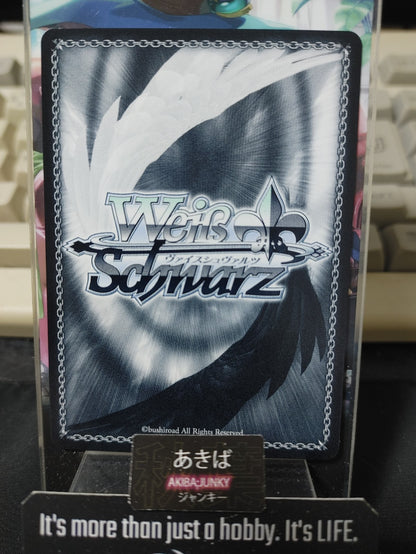 Weiß
Schwarz
ヴァイスシュヴァルツ
©bushiroad All Rights Reserved.
あきば
AKIBA-JUNKY
ジャンキー
It's more than just a hobby. It's LIFE.